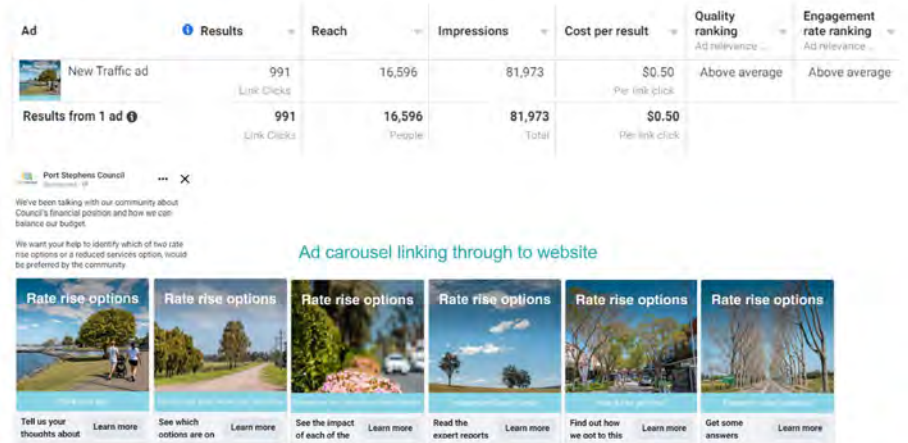 Ad
Results
Reach
Impressions
Cost per result
Quality
ranking
Ad relevance ...
Engagement
rate ranking
Ad relevance ...
New Traffic ad
991
Link Clicks
16,596
81,973
$0.50
Per link click
Above average
Above average
Results from 1 ad
991
Link Clicks
16,596
People
81,973
Total
$0.50
Per link click
Port Stephens Council
Sponsored
We've been talking with our community about
Council's financial position and how we can
balance our budget.
We want your help to identify which of two rate
rise options or a reduced services option, would
be preferred by the community
Ad carousel linking through to website
Rate rise options
Rate rise options
Rate rise options
Rate rise options
Rate rise options
Rate rise options
Tell us your
thoughts about
Learn more
See which
options are on
Learn more
See the impact
of each of the
Learn more
Read the
expert reports
Learn more
Find out how
we got to this
Learn more
Get some
answers
Learn more